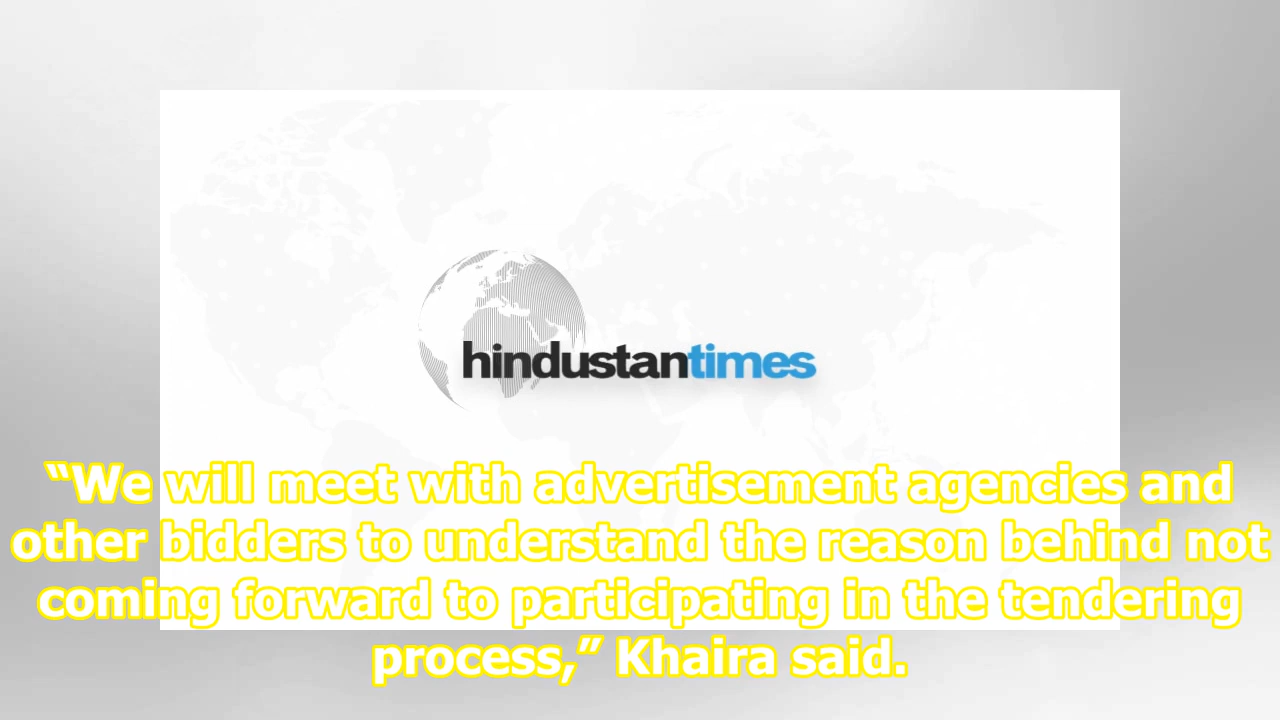 hindustantimes
“We will meet with advertisement agencies and
other bidders to understand the reason behind not
coming forward to participating in the tendering
process,” Khaira said.